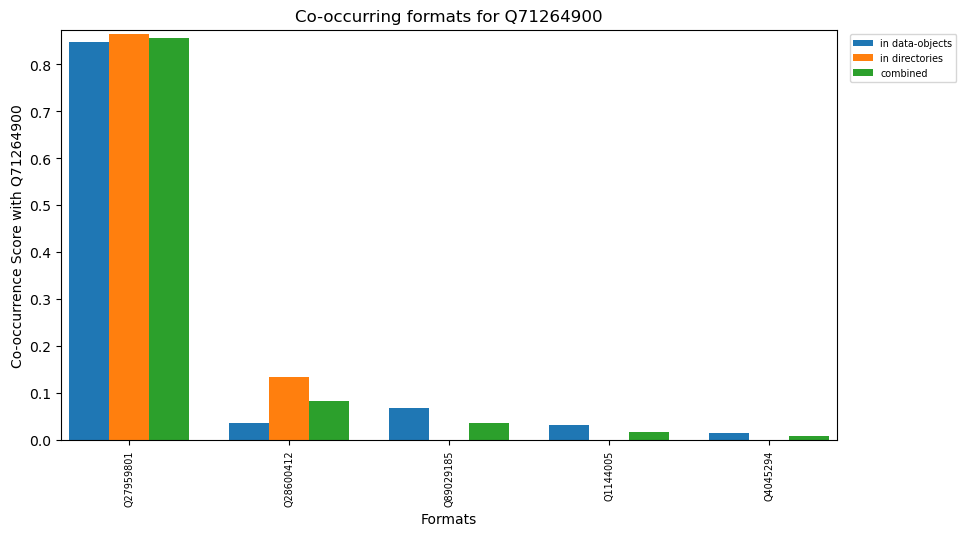 Co-occurring formats for Q71264900
in data-objects
in directories
combined
Co-occurrence Score with Q71264900
0.8
0.7
0.6
0.5
0.4
0.3
0.2
0.1
0.0
Q27959801
Q28600412
Q89029185
Q1144005
Q4045294
Formats